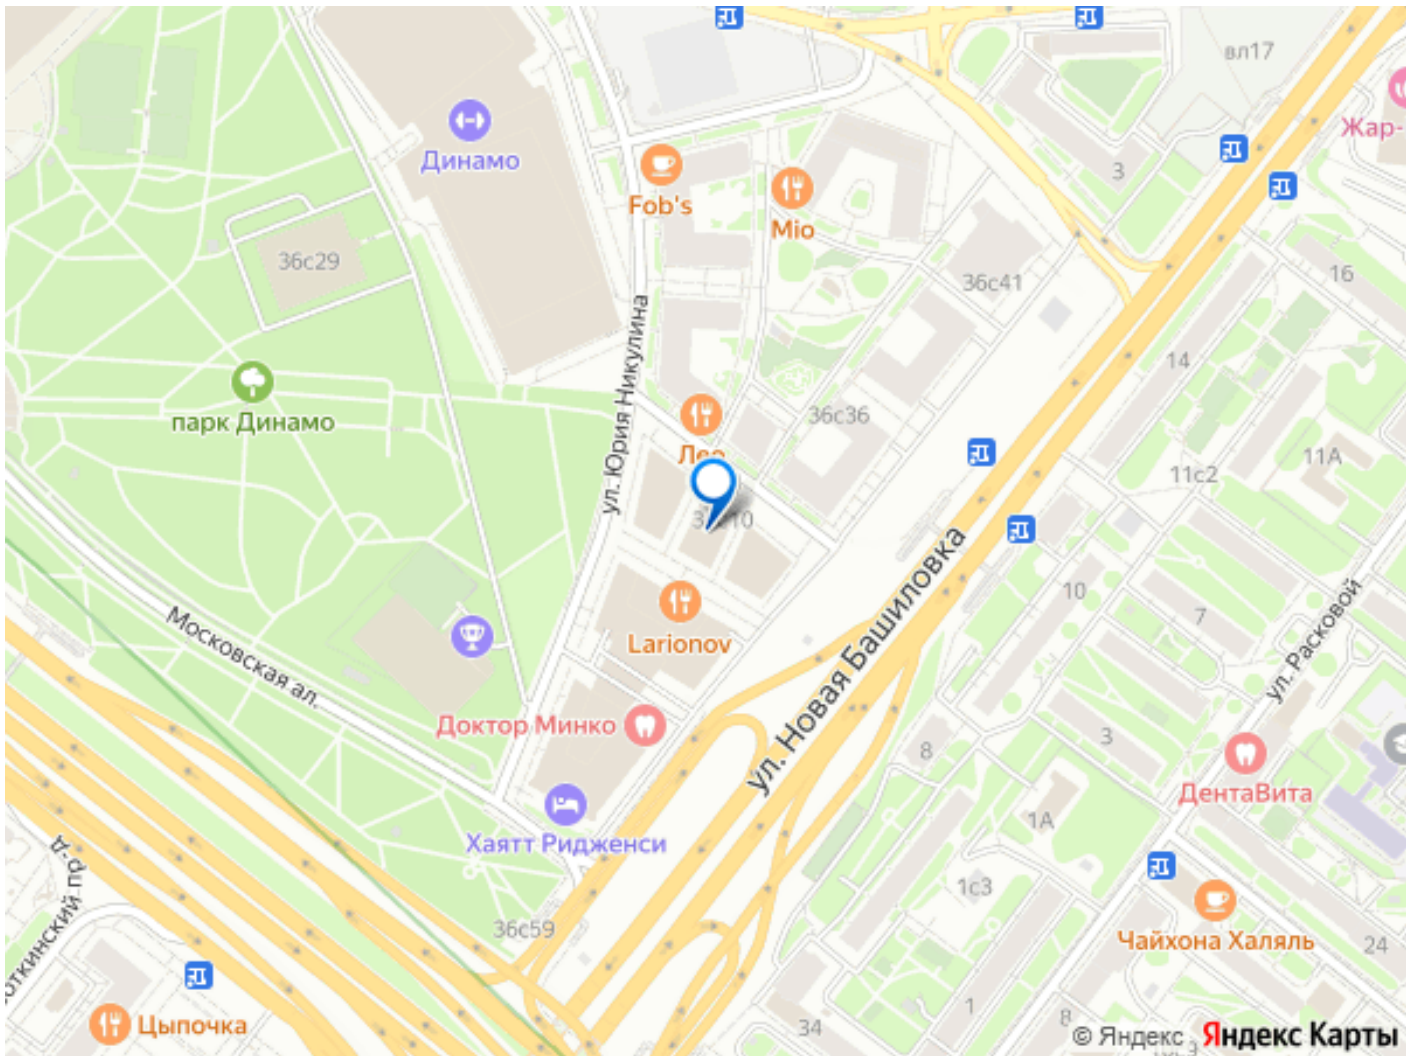 вл17
Жар-
Динамо
3
Fob's
Mio
36с29
16
36с41
ул. Юрия Никулина
14
парк Динамо
36с36
11А
11с2
10
ул. Новая Башиловка
7
ул. Расковой
Московская ал.
Larionov
Доктор Минко
3
8
ДентаВита
1А
Хаятт Ридженси
1с3
36с59
Чайхона Халяль
24
1
34
8
Цыпочка
© Яндекс
Яндекс Карты